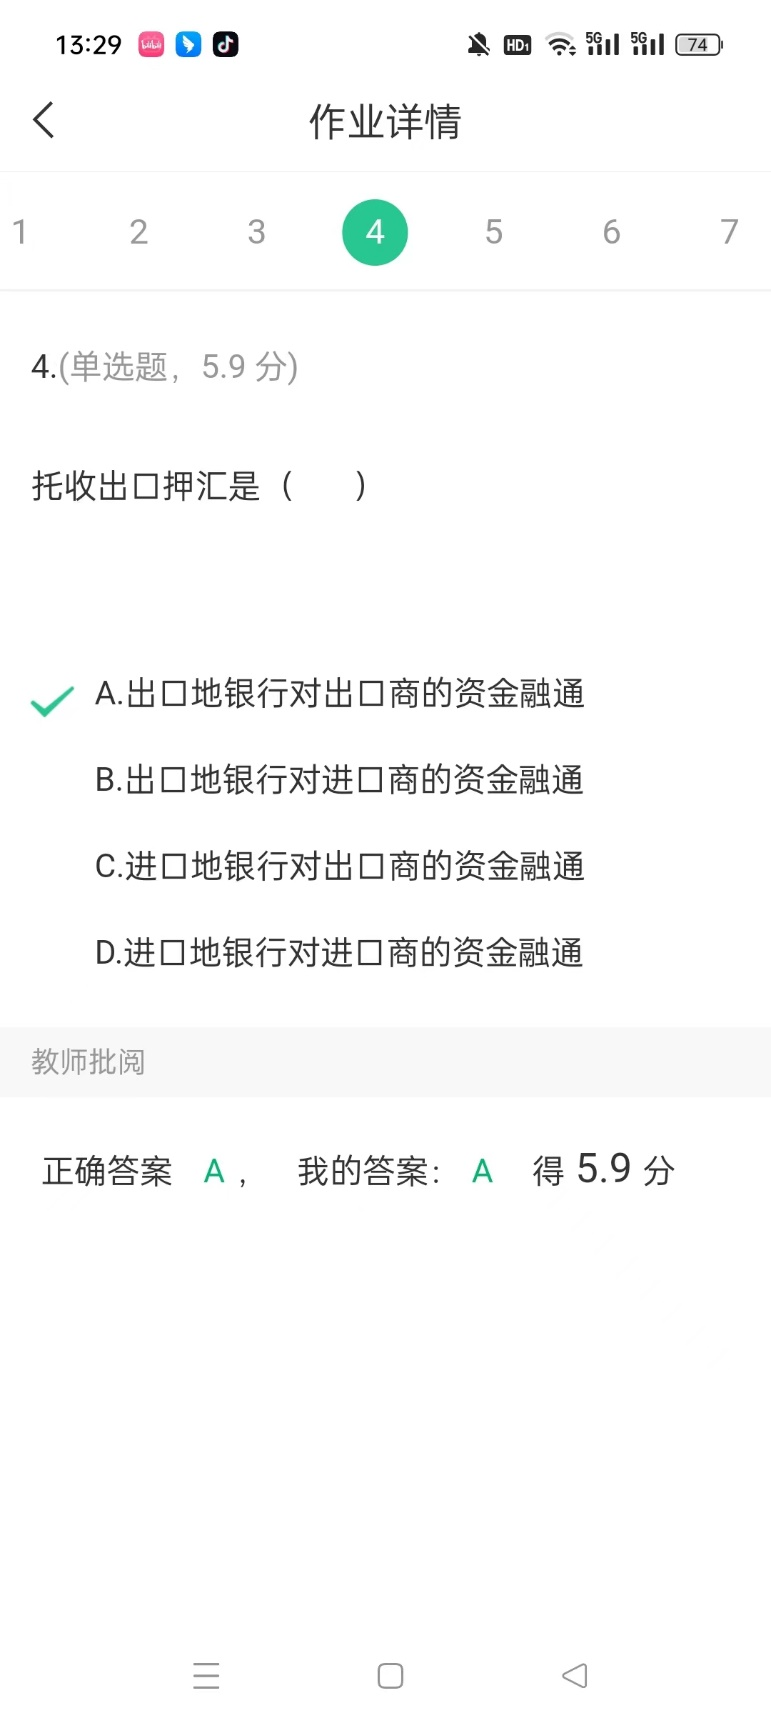 13:29 bilibili HD1 5G 5G 74
作业详情
1 2 3 4 5 6 7
4.(单选题，5.9 分)
托收出口押汇是（　　）
A.出口地银行对出口商的资金融通
B.出口地银行对进口商的资金融通
C.进口地银行对出口商的资金融通
D.进口地银行对进口商的资金融通
教师批阅
正确答案 A， 我的答案： A 得 5.9 分